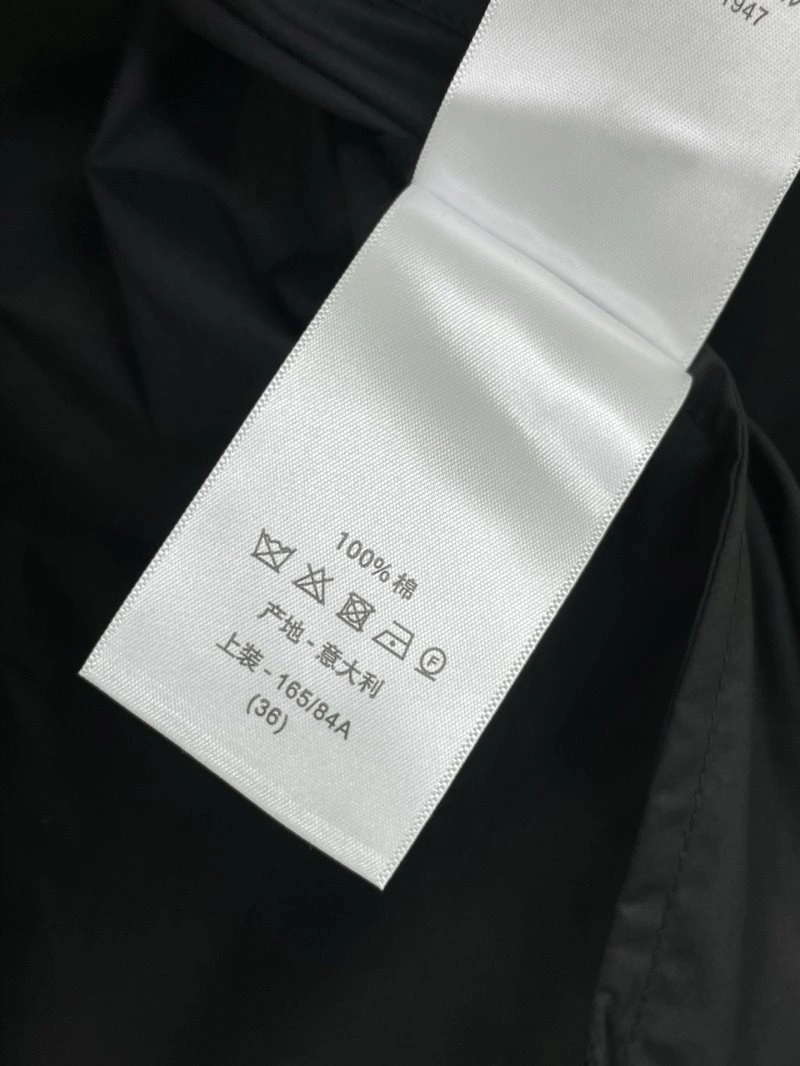 1947
100% 棉
F
产地 - 意大利
上装 - 165/84A
(36)